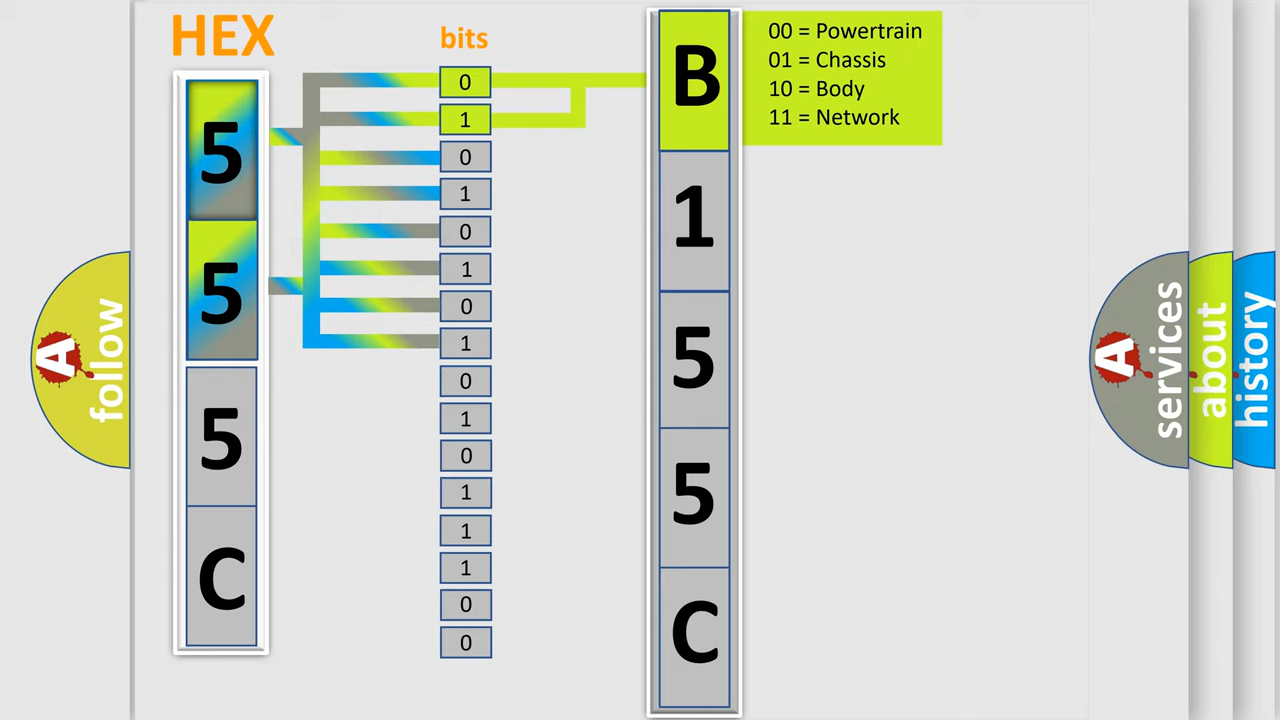 HEX
bits
5
5
5
C
0
1
0
1
0
1
0
1
0
1
0
1
1
1
0
0
B
1
5
5
C
00 = Powertrain
01 = Chassis
10 = Body
11 = Network
A
follow
A
services
about
history